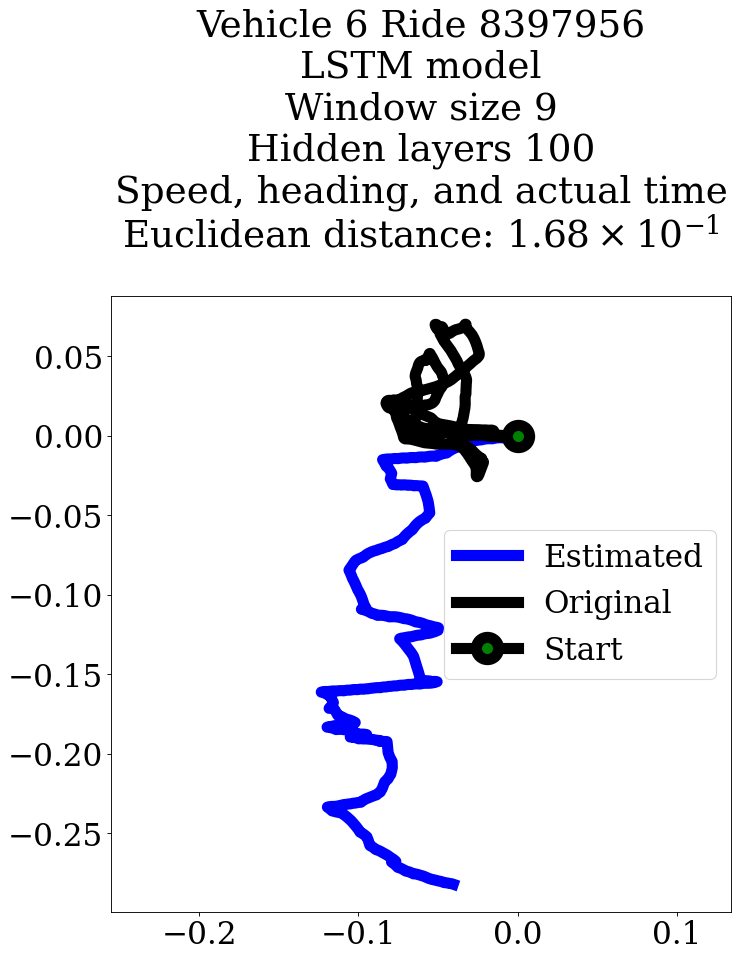 Vehicle 6 Ride 8397956
LSTM model
Window size 9
Hidden layers 100
Speed, heading, and actual time
Euclidean distance: 1.68 × 10⁻¹
0.05
0.00
−0.05
−0.10
−0.15
−0.20
−0.25
Estimated
Original
Start
−0.2 −0.1 0.0 0.1